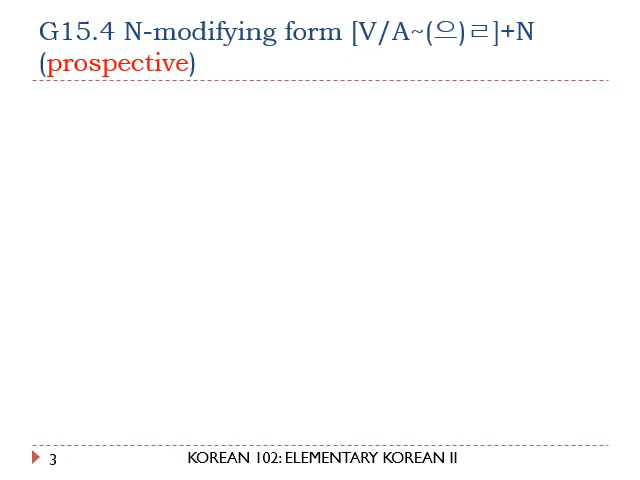 G15.4 N-modifying form [V/A~(으)ㄹ]+N
(prospective)
3
KOREAN 102: ELEMENTARY KOREAN II